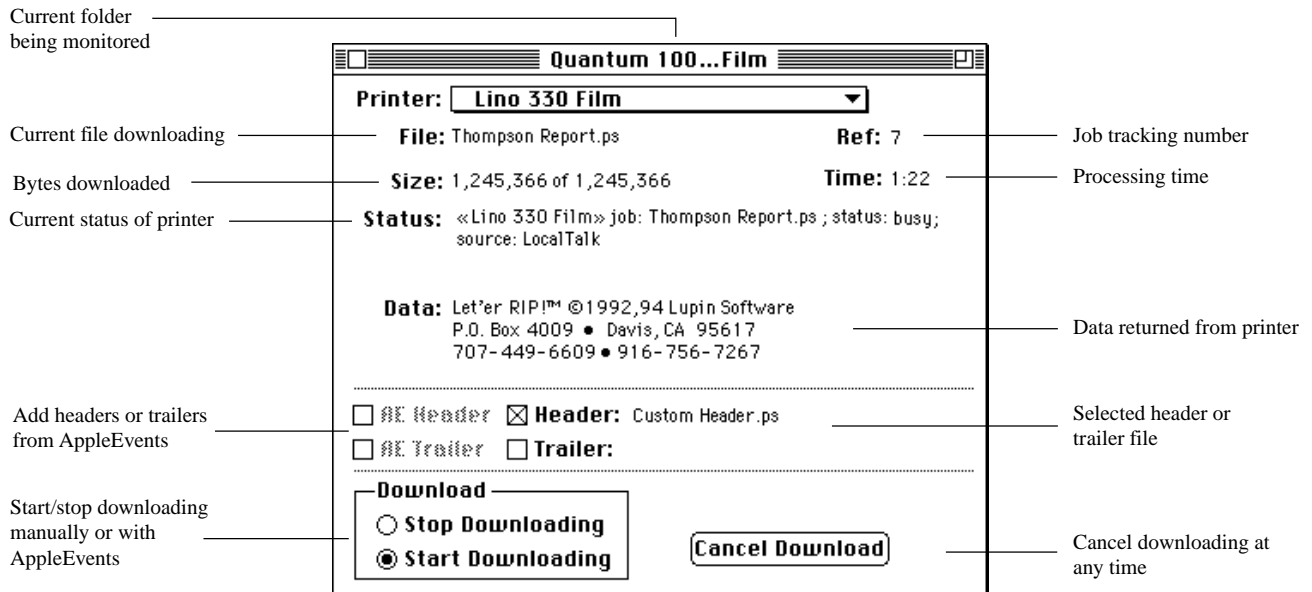 Current folder
being monitored
Quantum 100...Film
Printer: Lino 330 Film
Current file downloading
File: Thompson Report.ps
Ref: 7
Job tracking number
Bytes downloaded
Size: 1,245,366 of 1,245,366
Time: 1:22
Processing time
Current status of printer
Status: «Lino 330 Film» job: Thompson Report.ps ; status: busy;
source: LocalTalk
Data: Let'er RIP!™ ©1992,94 Lupin Software
P.O. Box 4009 • Davis, CA 95617
707-449-6609 • 916-756-7267
Data returned from printer
Add headers or trailers
from AppleEvents
AE Header
Header: Custom Header.ps
AE Trailer
Trailer:
Selected header or
trailer file
Start/stop downloading
manually or with
AppleEvents
Download
Stop Downloading
Start Downloading
Cancel Download
Cancel downloading at
any time